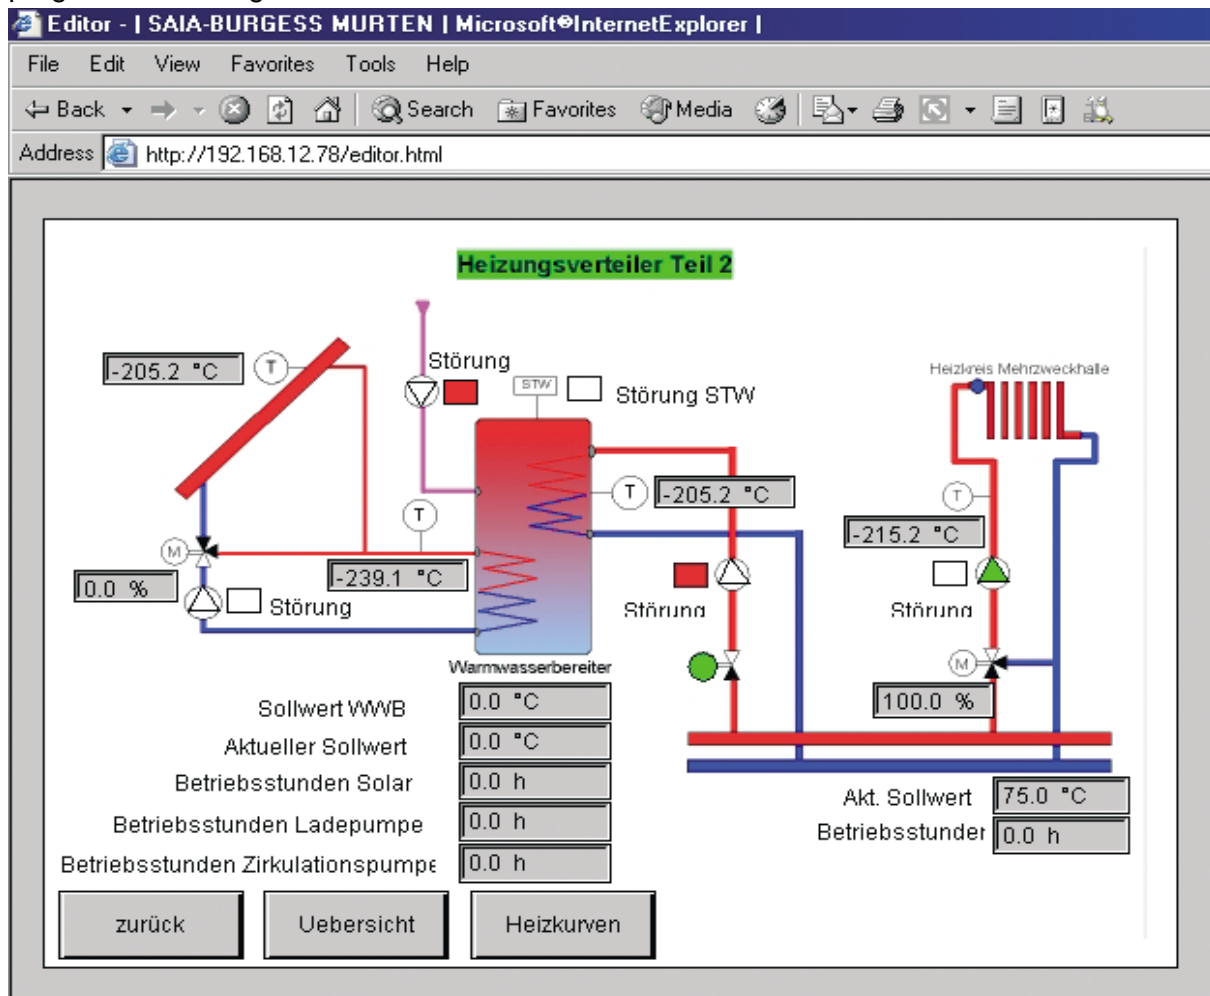 Editor - | SAIA-BURGESS MURTEN | Microsoft®InternetExplorer |
File Edit View Favorites Tools Help
Back Search Favorites Media
Address http://192.168.12.78/editor.html
Heizungsverteiler Teil 2
Störung
-205.2 °C
T
STW
Störung STW
Heizkreis Mehrzweckhalle
T
-205.2 °C
T
T
-215.2 °C
M
-239.1 °C
0.0 %
Störung
Störung
Störung
M
Warmwasserbereiter
100.0 %
Sollwert WWB 0.0 °C
Aktueller Sollwert 0.0 °C
Betriebsstunden Solar 0.0 h
Akt. Sollwert 75.0 °C
Betriebsstunden Ladepumpe 0.0 h
Betriebsstunder 0.0 h
Betriebsstunden Zirkulationspumpe 0.0 h
zurück Uebersicht Heizkurven